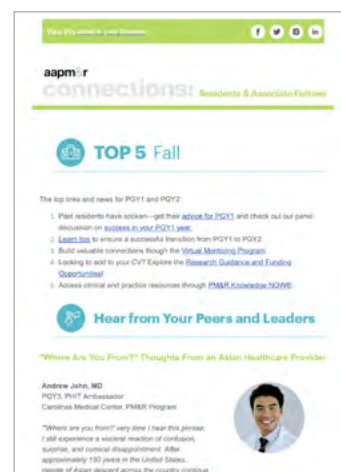 View this email in your browser
aapm&r
connections: Residents & Associate Fellows
TOP 5 Fall
The top links and news for PGY1 and PGY2
1. Past residents have spoken—get their advice for PGY1 and check out our panel
discussion on success in your PGY1 year.
2. Learn tips to ensure a successful transition from PGY1 to PGY2.
3. Build valuable connections though the Virtual Mentoring Program.
4. Looking to add to your CV? Explore the Research Guidance and Funding
Opportunities!
5. Access clinical and practice resources through PM&R Knowledge NOW®.
Hear from Your Peers and Leaders
"Where Are You From?" Thoughts From an Asian Healthcare Provider
Andrew John, MD
PGY3, PHiT Ambassador
Carolinas Medical Center, PM&R Program
"Where are you from? very time I hear this phrase,
I still experience a visceral reaction of confusion,
surprise, and comical disappointment. After
approximately 150 years in the United States,
people of Asian descent across the country continue